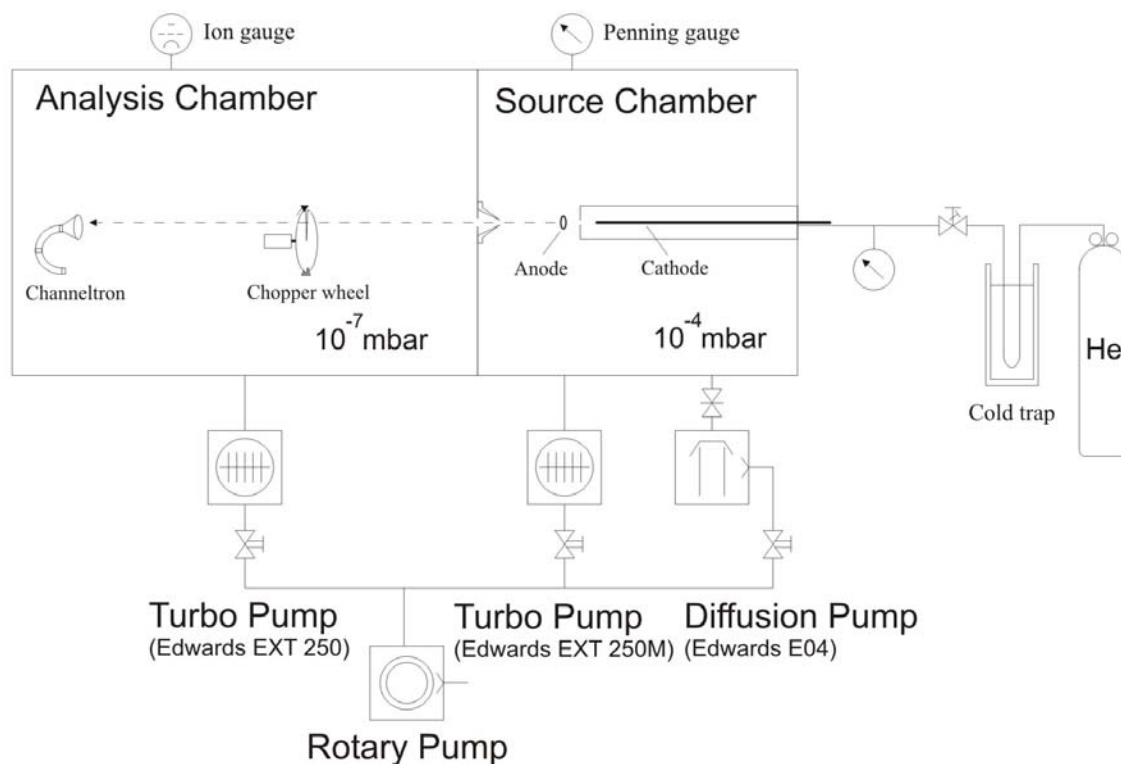 Ion gauge
Penning gauge
Analysis Chamber
Source Chamber
Anode
Cathode
Channeltron
Chopper wheel
10⁻⁷mbar
10⁻⁴mbar
He
Cold trap
Turbo Pump
(Edwards EXT 250)
Turbo Pump
(Edwards EXT 250M)
Diffusion Pump
(Edwards E04)
Rotary Pump